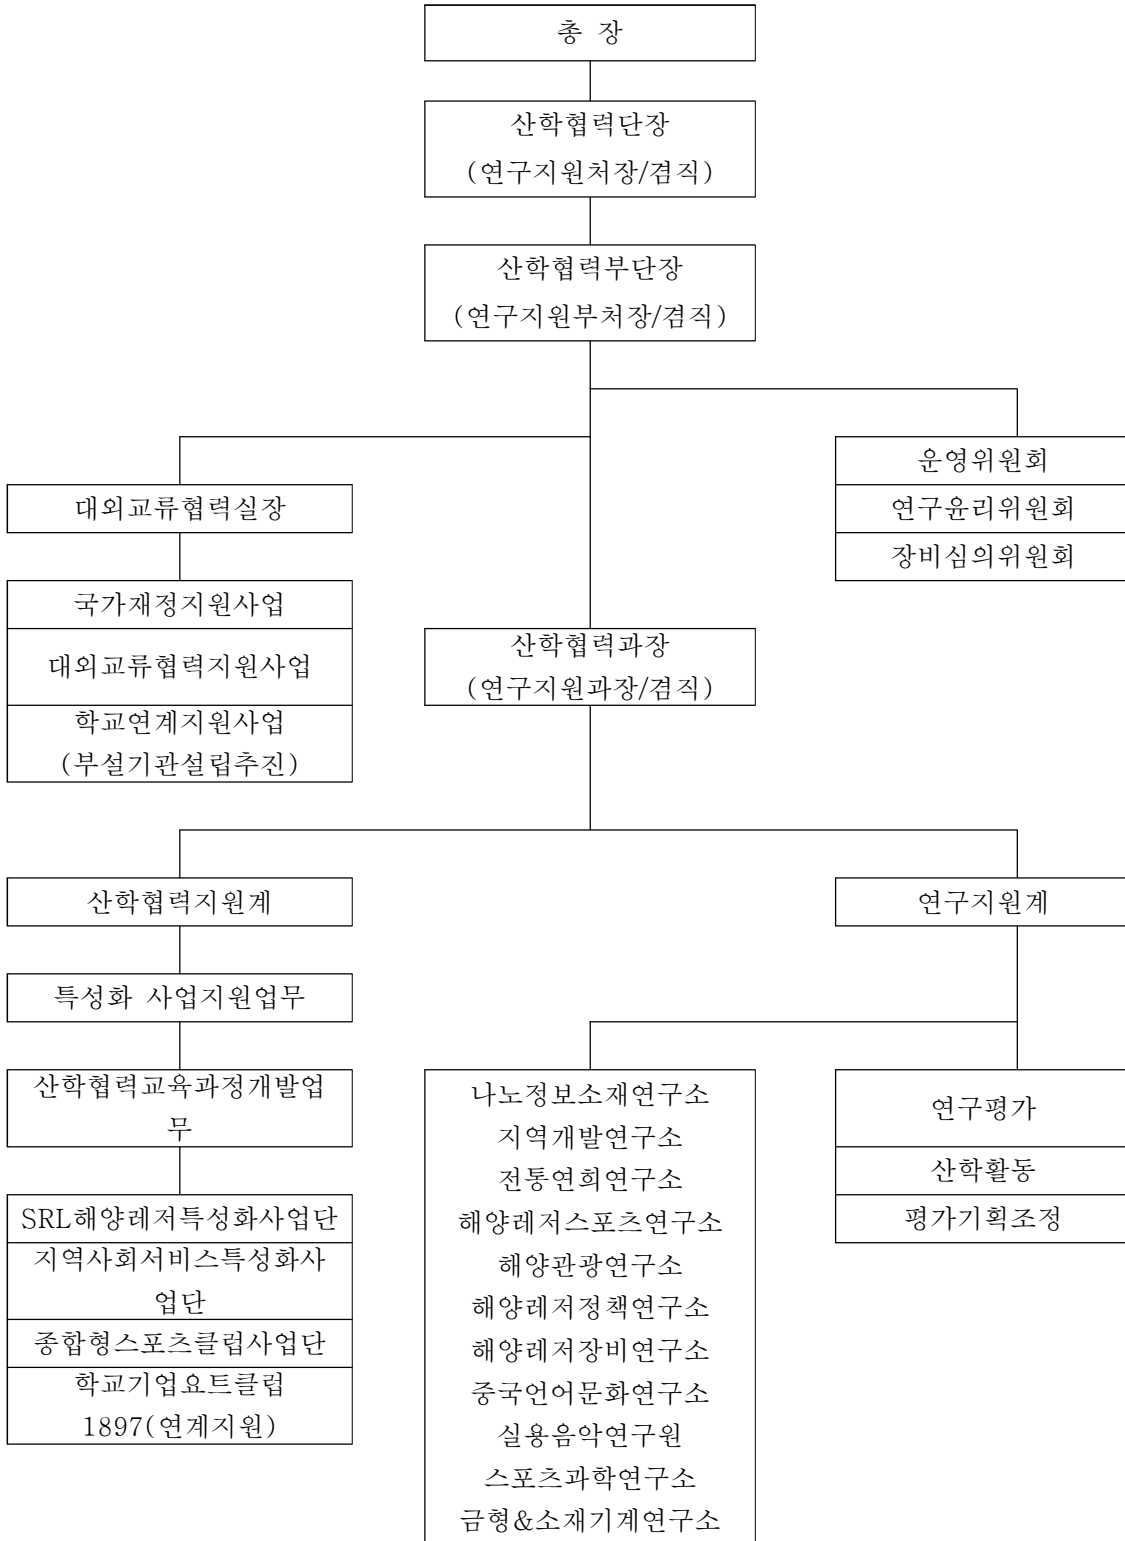 총 장
산학협력단장
(연구지원처장/겸직)
산학협력부단장
(연구지원부처장/겸직)
운영위원회
연구윤리위원회
장비심의위원회
대외교류협력실장
국가재정지원사업
대외교류협력지원사업
학교연계지원사업
(부설기관설립추진)
산학협력과장
(연구지원과장/겸직)
산학협력지원계
특성화 사업지원업무
산학협력교육과정개발업
무
SRL해양레저특성화사업단
지역사회서비스특성화사
업단
종합형스포츠클럽사업단
학교기업요트클럽
1897(연계지원)
연구지원계
나노정보소재연구소
지역개발연구소
전통연희연구소
해양레저스포츠연구소
해양관광연구소
해양레저정책연구소
해양레저장비연구소
중국언어문화연구소
실용음악연구원
스포츠과학연구소
금형&소재기계연구소
연구평가
산학활동
평가기획조정